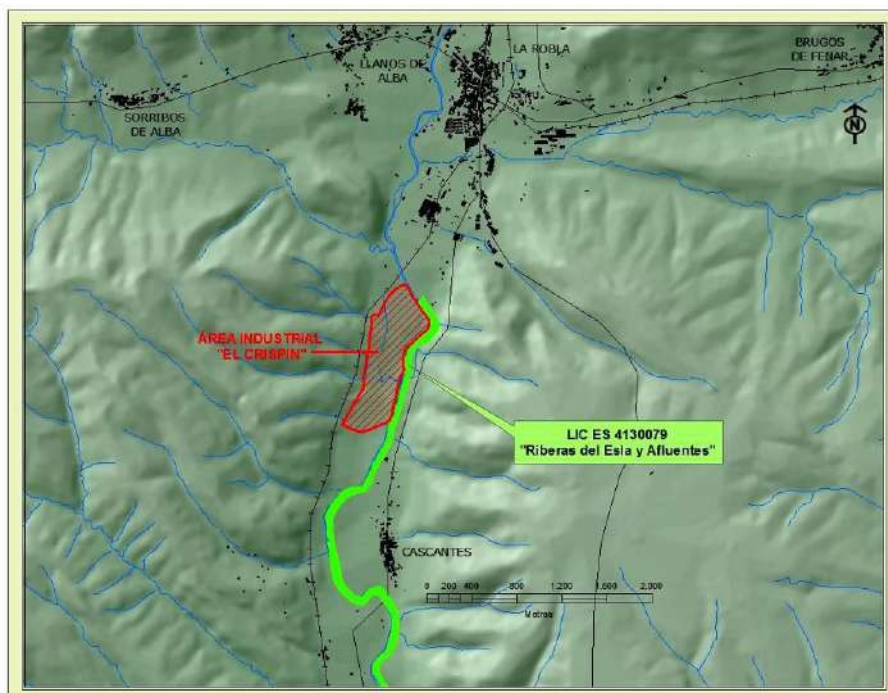 LA ROBLA
BRUGOS
DE FENAR
LLANOS DE
ALBA
SORRIBOS
DE ALBA
N
ÁREA INDUSTRIAL
"EL CRISPIN"
LIC ES 4130079
"Riberas del Esla y Afluentes"
CASCANTES
0 200 400 800 1.200 1.600 2.000
Metros